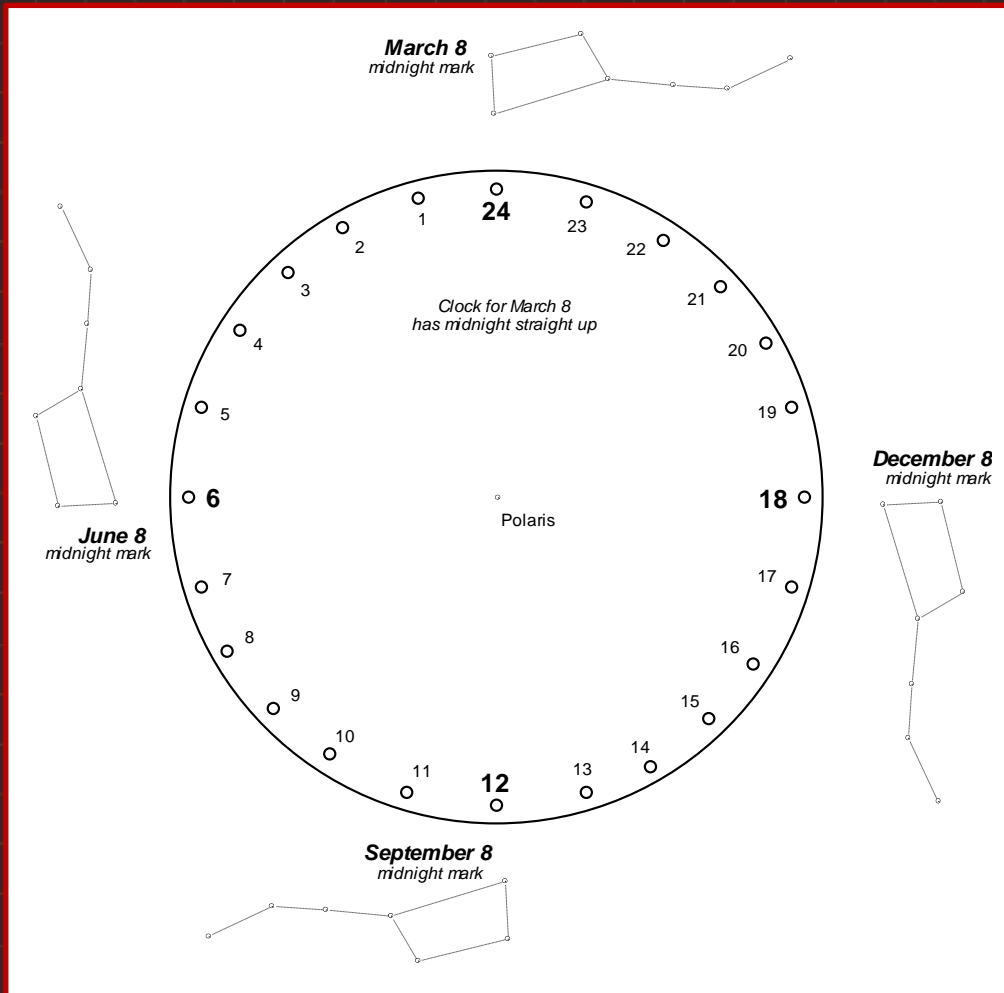 March 8
midnight mark
24
1
23
2
22
3
21
Clock for March 8
has midnight straight up
4
20
5
19
December 8
midnight mark
6
18
Polaris
June 8
midnight mark
7
17
8
16
9
15
10
14
11
13
12
September 8
midnight mark